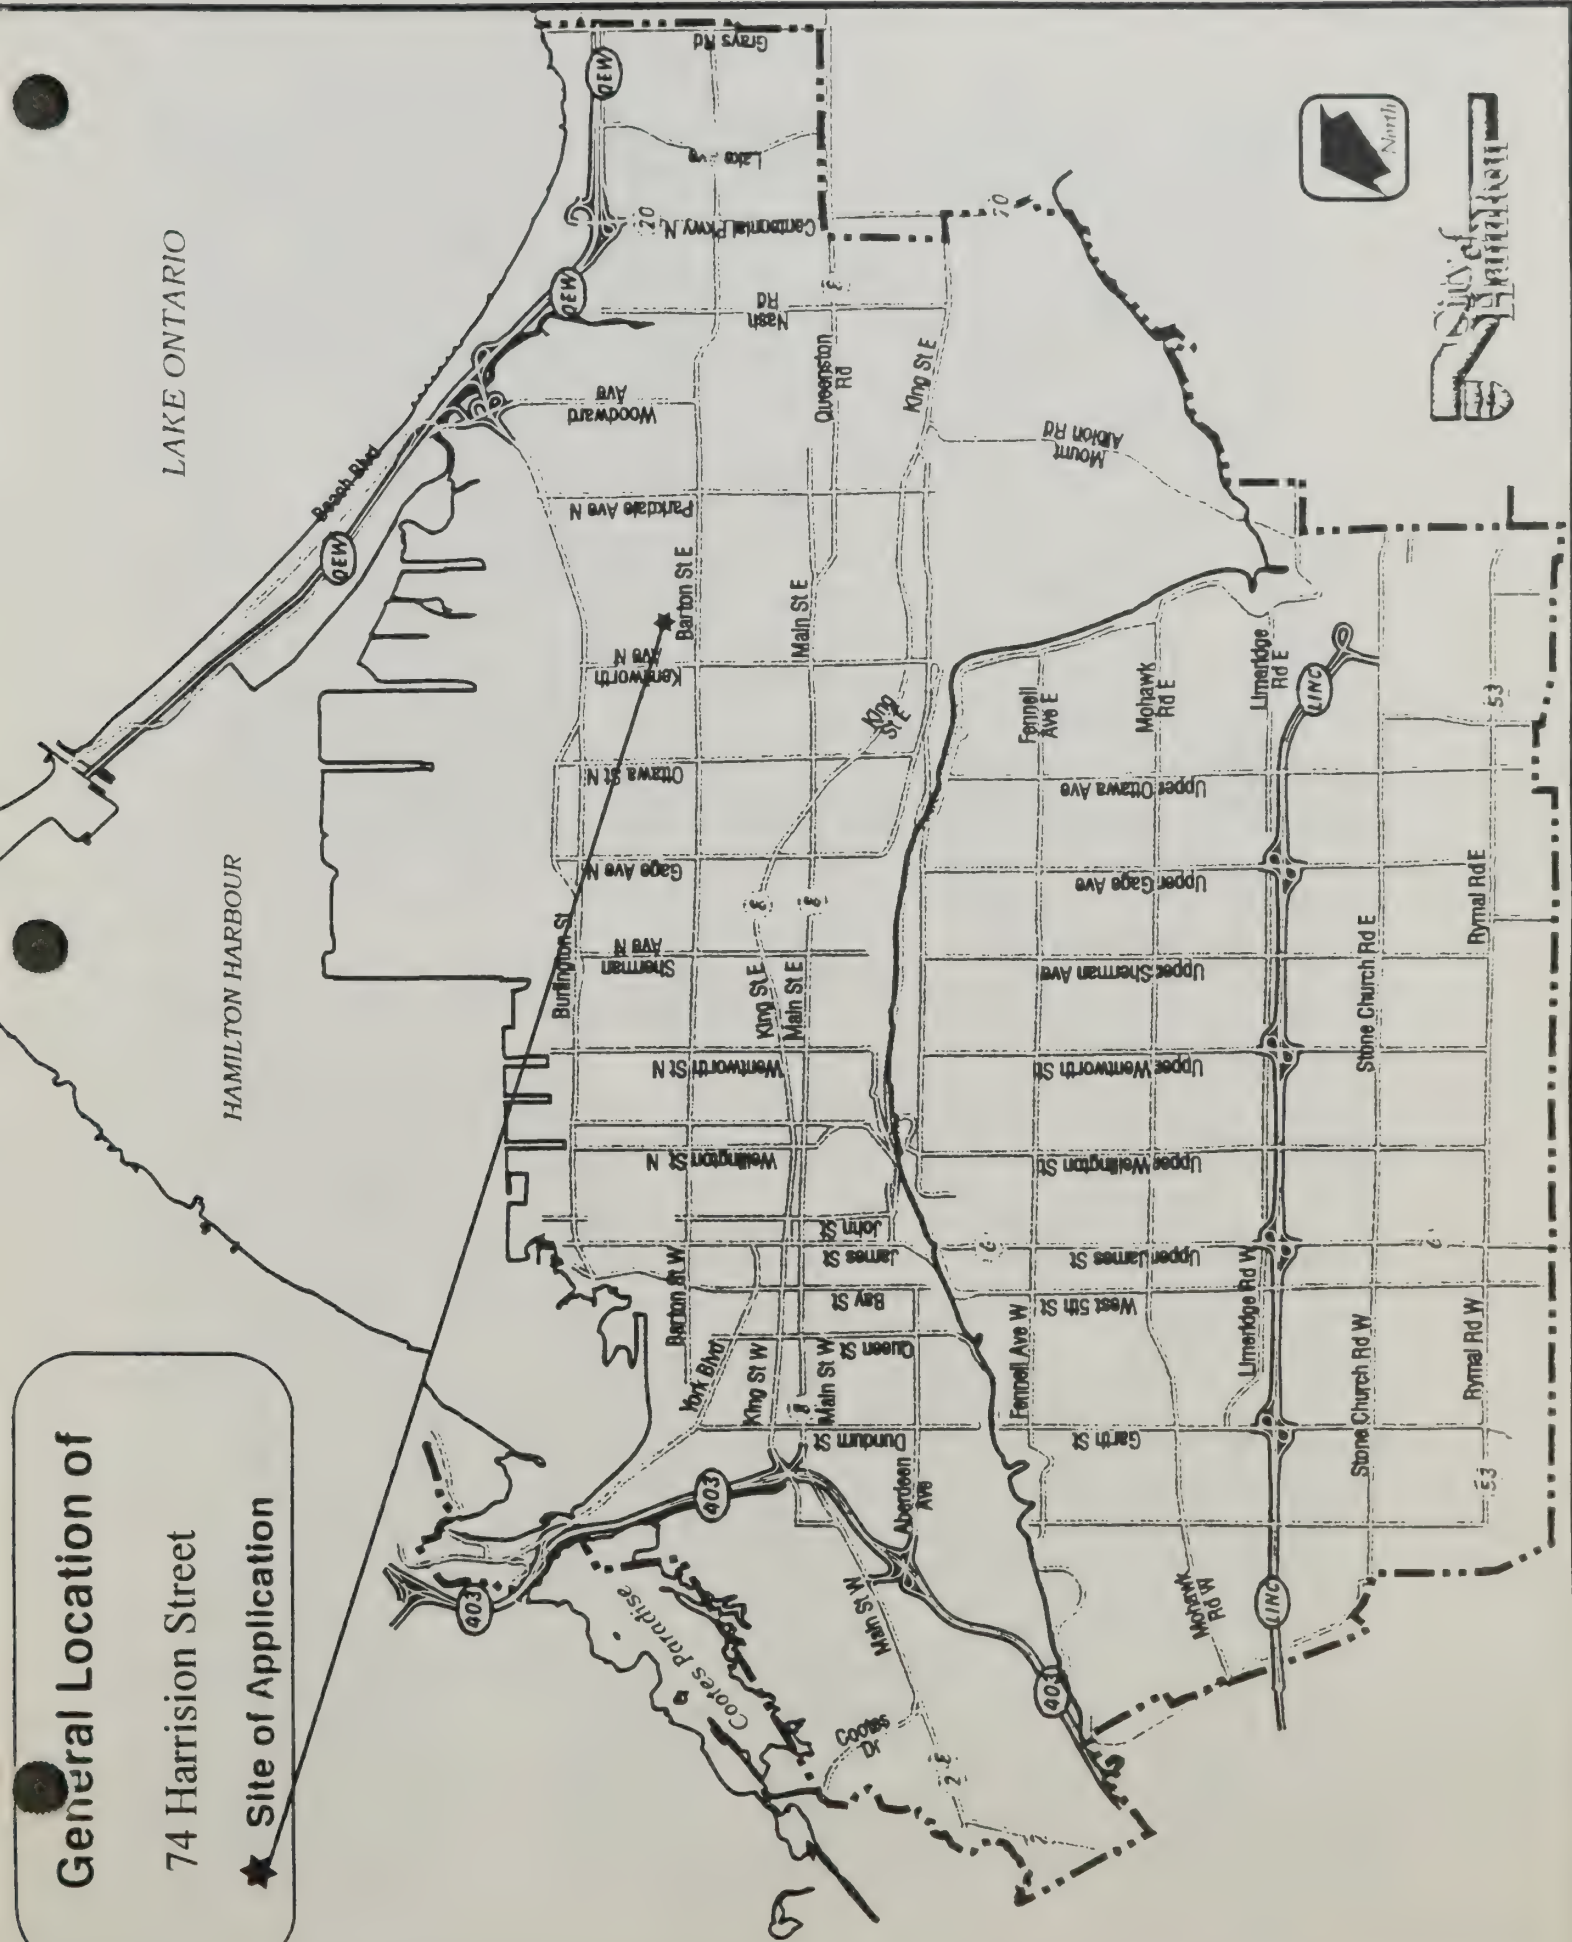 General Location of
74 Harrision Street
Site of Application
LAKE ONTARIO
HAMILTON HARBOUR
Beach Blvd
QEW
QEW
QEW
Grays Rd
Lake Ave
Centennial Pkwy N.
20
Nash
Rd
Woodward
Ave
Parkdale Ave N
Kenilworth
Ave N
Ottawa St N
Gage Ave N
Sherman
Ave N
Wentworth St N
Wellington St N
John St
James St
Bay St
Queen St
Dundurn St
Burlington St
Barton St E
Barton St W
Main St E
Main St E
Queenston
Rd
King St E
King
St E
King St E
York Blvd
King St W
Main St W
8
Aberdeen
Ave
Main St W
Cootes
Dr
Cootes Paradise
403
403
403
2
Mount
Albion Rd
20
Fennell
Ave E
Mohawk
Rd E
Limeridge
Rd E
LINC
53
Upper Ottawa Ave
Upper Gage Ave
Upper Sherman Ave
Upper Wentworth St
Upper Wellington St
Upper James St
West 5th St
Garth St
Fennell Ave W
Mohawk
Rd W
Limeridge Rd W
LINC
Stone Church Rd E
Stone Church Rd W
Rymal Rd E
Rymal Rd W
53
North
City of
Hamilton